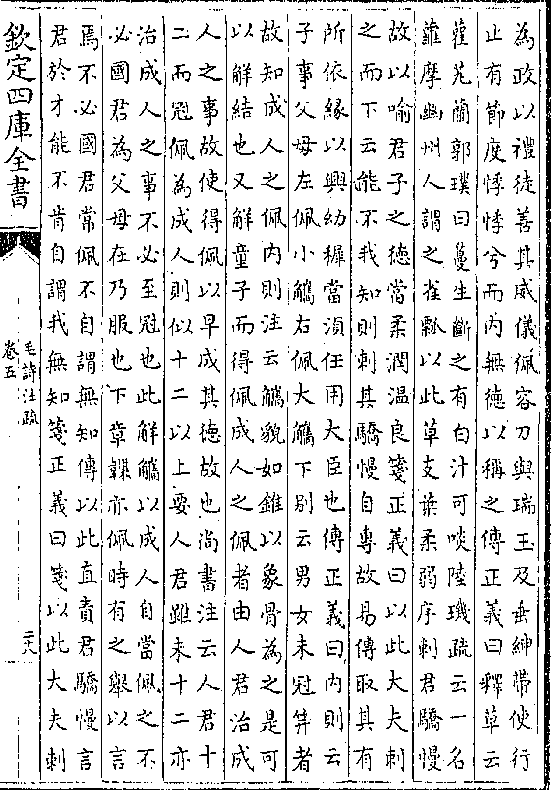 為政以禮徒善其威儀佩容刀與瑞玉及垂紳帶使行
止有節度悸悸兮而內無德以稱之傳正義曰釋草云
雚芄蘭郭璞曰蔓生斷之有白汁可啖陸璣疏云一名
蘿摩幽州人謂之雀瓢以此草支葉柔弱序刺君驕慢
故以喻君子之德當柔潤温良箋正義曰以此大夫刺
之而下云能不我知則刺其驕慢自專故易傳取其有
所依緣以興幼穉當湏任用大臣也傳正義曰內則云
子事父母左佩小觿右佩大觿下别云男女未冠笄者
故知成人之佩內則注云觿貌如錐以象骨為之是可
以解結也又解童子而得佩成人之佩者由人君治成
人之事故使得佩以早成其德故也尚書注云人君十
二而冠佩為成人則似十二以上要人君雖未十二亦
治成人之事不必至冠也此解觿以成人自當佩之不
必國君為父母在乃服也下章韘亦佩時有之舉以言
焉不必國君常佩不自謂無知傳以此直責君驕慢言
君於才能不肯自謂我無知箋正義曰箋以此大夫刺
欽定四庫全書
毛詩注疏
卷五
二八